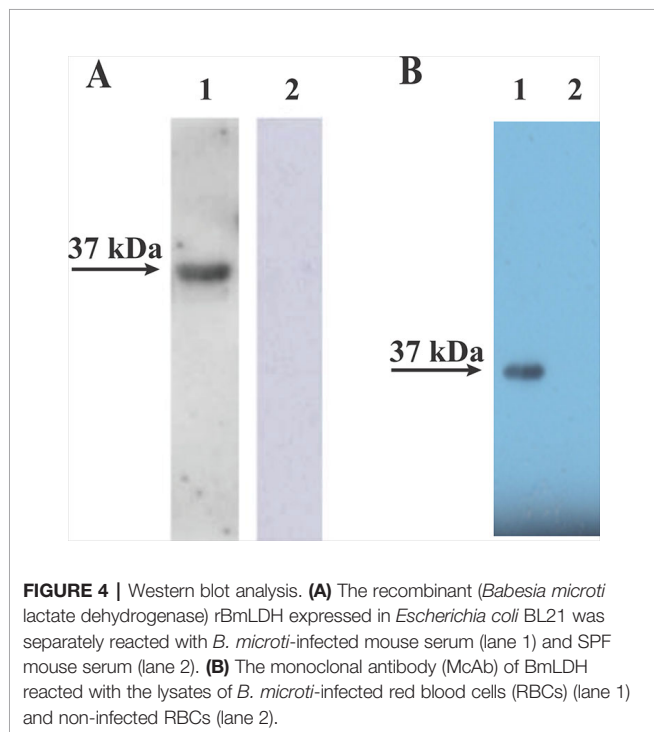 A B
1 2 1 2
37 kDa
37 kDa
FIGURE 4 | Western blot analysis. (A) The recombinant (Babesia microti
lactate dehydrogenase) rBmLDH expressed in Escherichia coli BL21 was
separately reacted with B. microti-infected mouse serum (lane 1) and SPF
mouse serum (lane 2). (B) The monoclonal antibody (McAb) of BmLDH
reacted with the lysates of B. microti-infected red blood cells (RBCs) (lane 1)
and non-infected RBCs (lane 2).